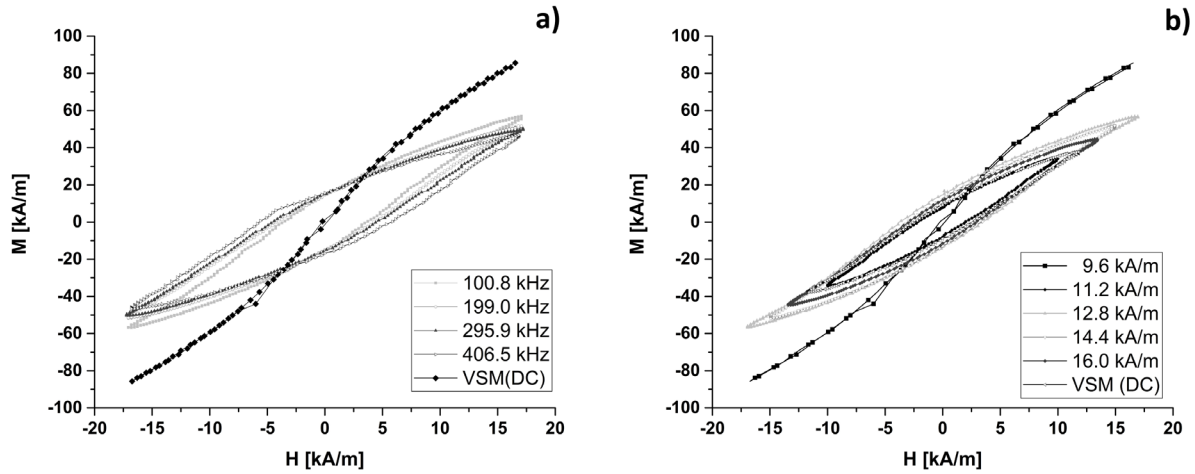 a)
100
80
60
40
20
0
-20
-40
-60
-80
-100
M [kA/m]
-20 -15 -10 -5 0 5 10 15 20
H [kA/m]
100.8 kHz
199.0 kHz
295.9 kHz
406.5 kHz
VSM(DC)
b)
100
80
60
40
20
0
-20
-40
-60
-80
-100
M [kA/m]
-20 -15 -10 -5 0 5 10 15 20
H [kA/m]
9.6 kA/m
11.2 kA/m
12.8 kA/m
14.4 kA/m
16.0 kA/m
VSM (DC)